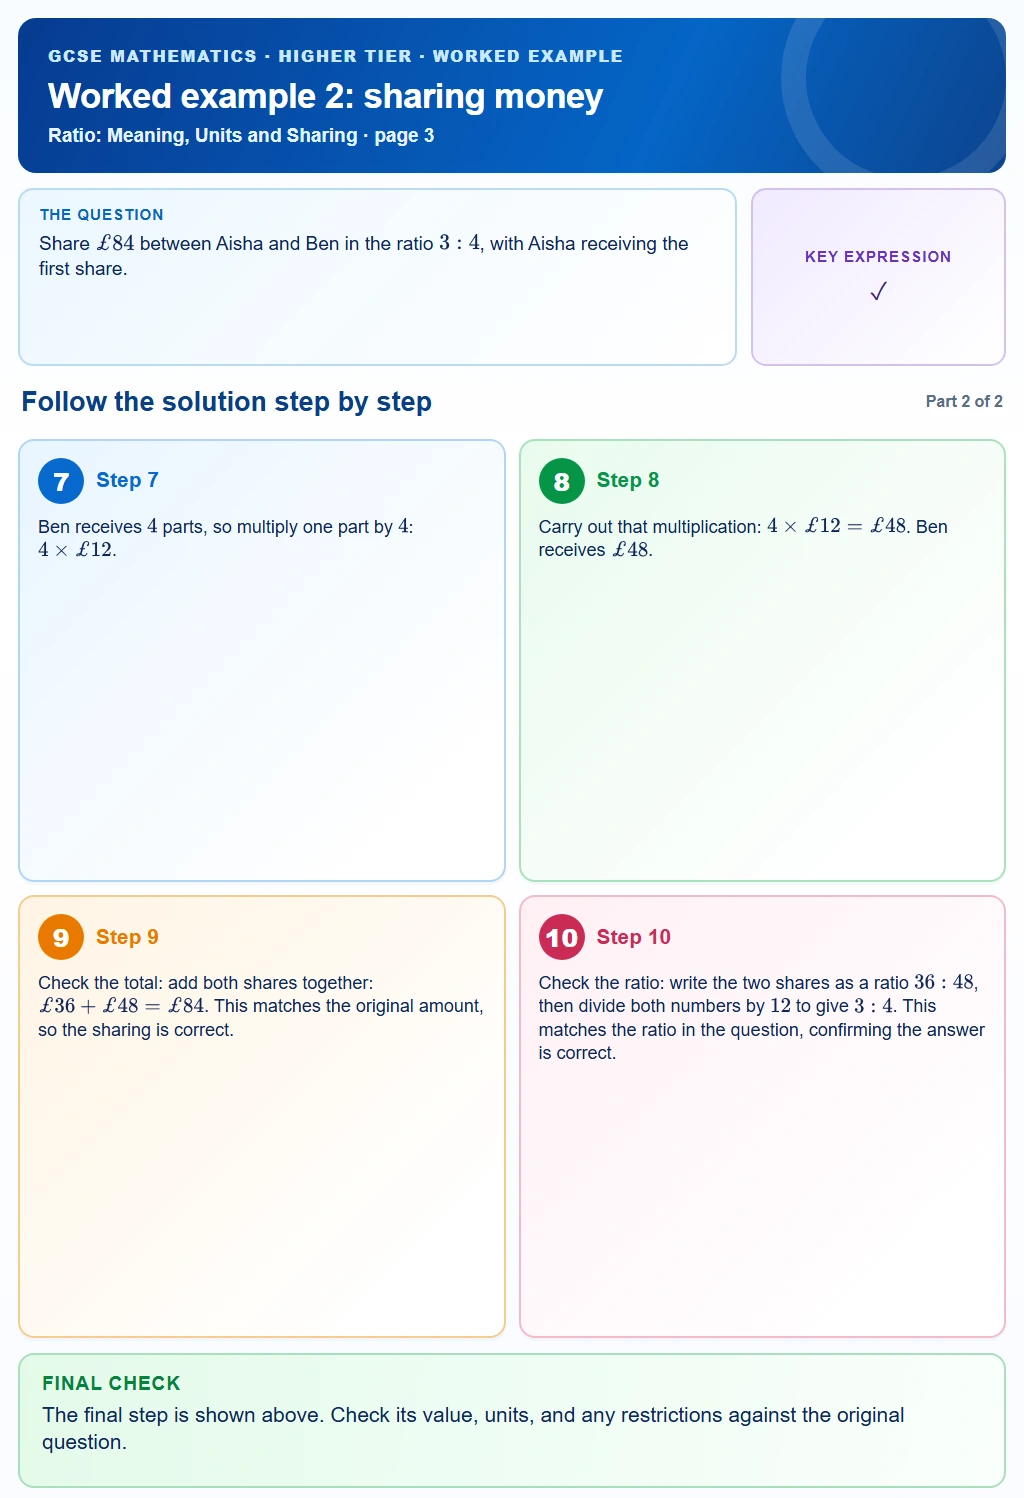 GCSE MATHEMATICS · HIGHER TIER · WORKED EXAMPLE
Worked example 2: sharing money
Ratio: Meaning, Units and Sharing · page 3
THE QUESTION
Share £84 between Aisha and Ben in the ratio 3 : 4, with Aisha receiving the
first share.
KEY EXPRESSION
✓
Follow the solution step by step
Part 2 of 2
7 Step 7
Ben receives 4 parts, so multiply one part by 4:
4 × £12.
8 Step 8
Carry out that multiplication: 4 × £12 = £48. Ben
receives £48.
9 Step 9
Check the total: add both shares together:
£36 + £48 = £84. This matches the original amount,
so the sharing is correct.
10 Step 10
Check the ratio: write the two shares as a ratio 36 : 48,
then divide both numbers by 12 to give 3 : 4. This
matches the ratio in the question, confirming the answer
is correct.
FINAL CHECK
The final step is shown above. Check its value, units, and any restrictions against the original
question.